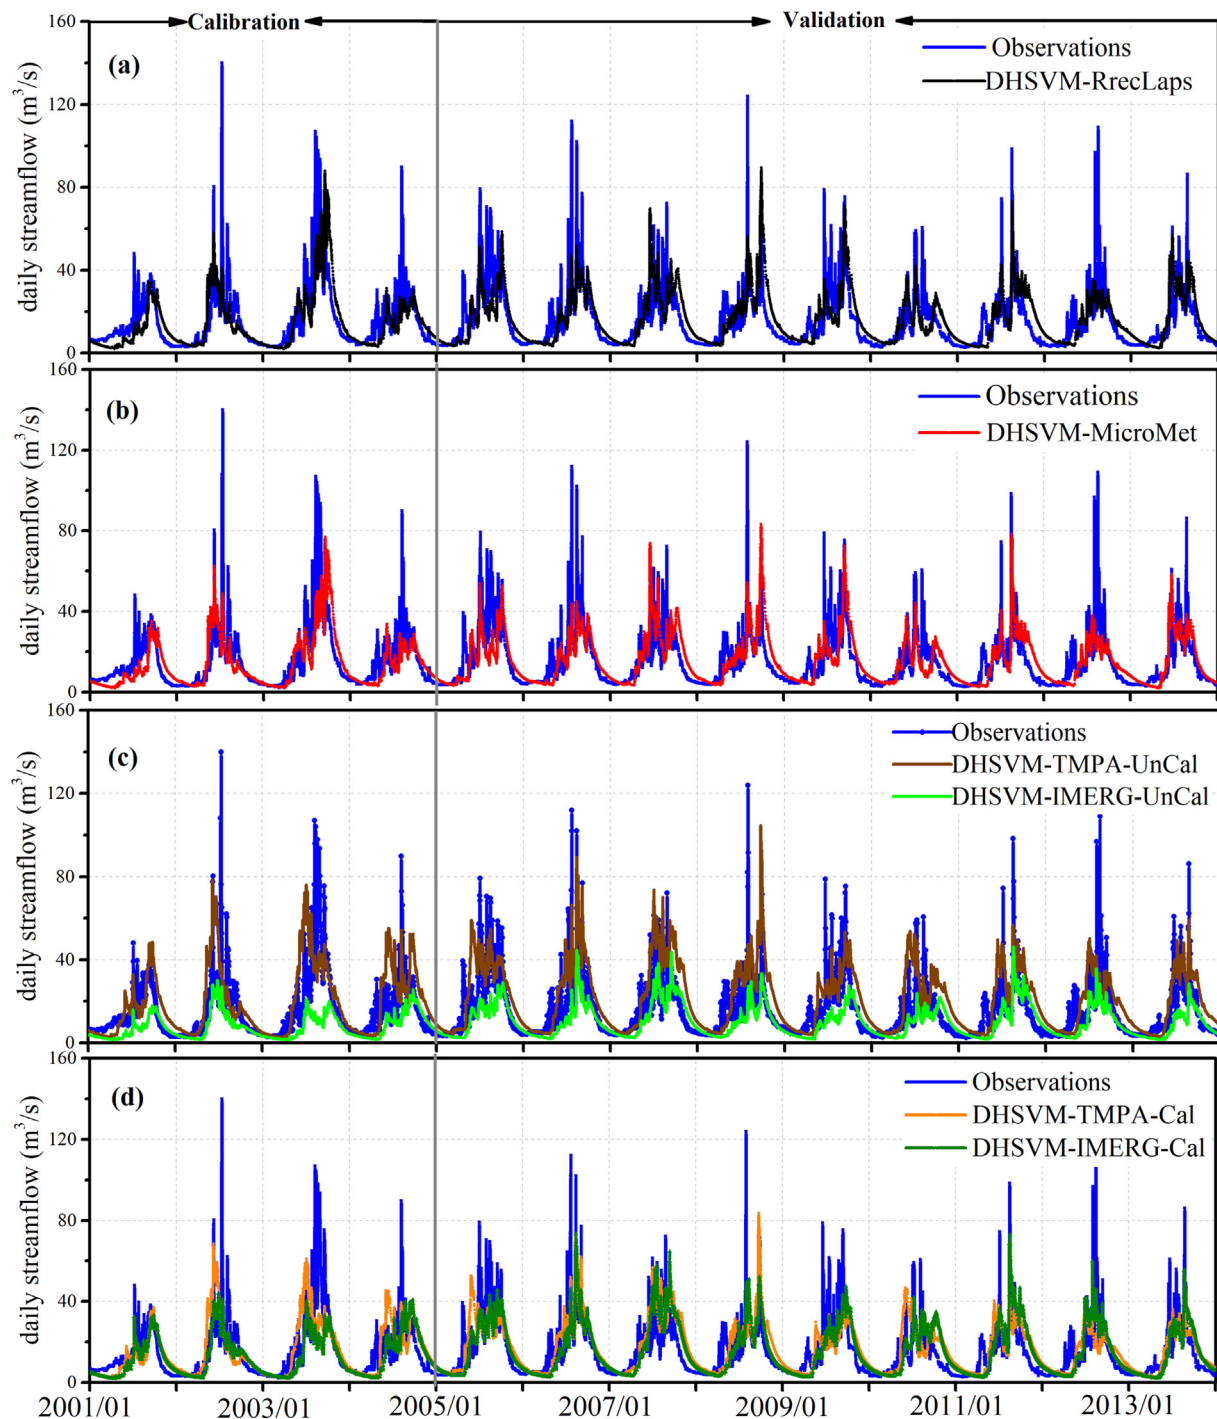 Calibration Validation
160
(a)
Observations
DHSVM-RrecLaps
120
80
40
0
daily streamflow (m³/s)
160
(b)
Observations
DHSVM-MicroMet
120
80
40
0
daily streamflow (m³/s)
160
(c)
Observations
DHSVM-TMPA-UnCal
DHSVM-IMERG-UnCal
120
80
40
0
daily streamflow (m³/s)
160
(d)
Observations
DHSVM-TMPA-Cal
DHSVM-IMERG-Cal
120
80
40
0
daily streamflow (m³/s)
2001/01 2003/01 2005/01 2007/01 2009/01 2011/01 2013/01